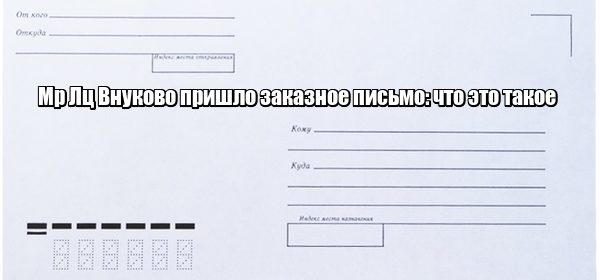 От кого
Откуда
Индекс места отправления
Мр Лц Внуково пришло заказное письмо: что это такое
Кому
Куда
Индекс места назначения